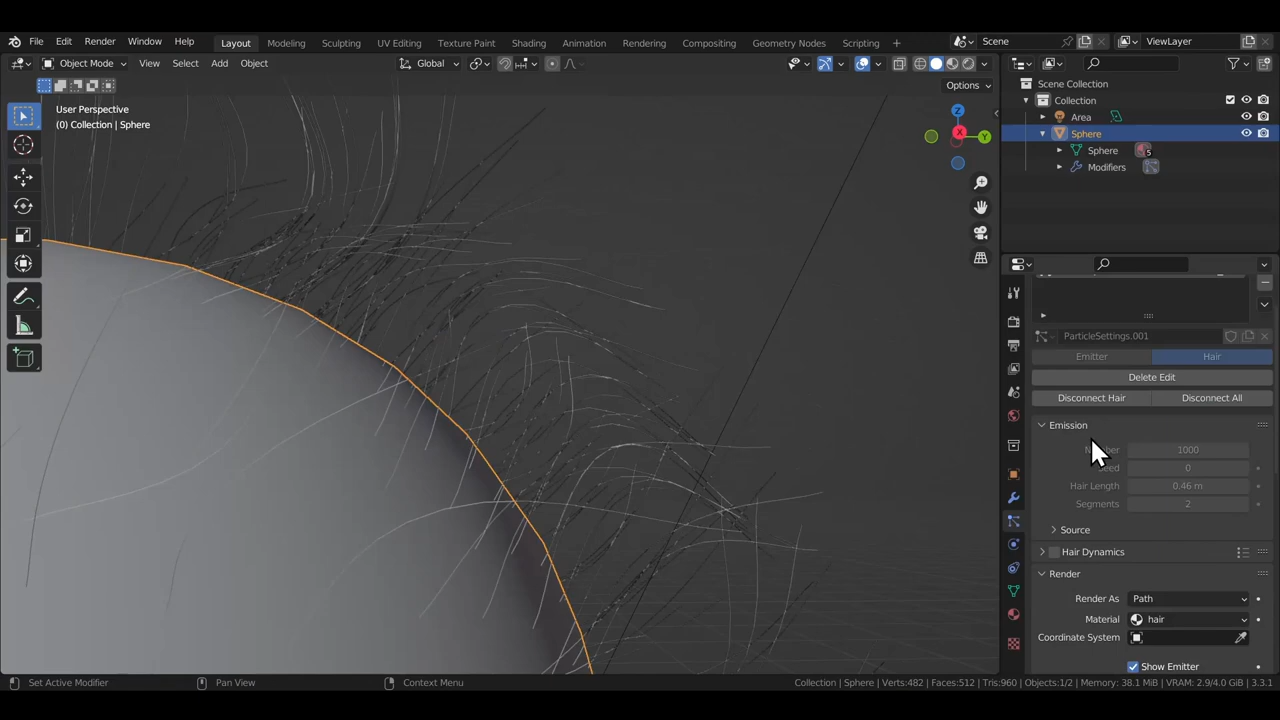 File Edit Render Window Help Layout Modeling Sculpting UV Editing Texture Paint Shading Animation Rendering Compositing Geometry Nodes Scripting + Scene ViewLayer
Object Mode View Select Add Object Global
Options
User Perspective
(0) Collection | Sphere
X
Y
Z
Scene Collection
Collection
Area
Sphere
Sphere 5
Modifiers
ParticleSettings.001
Emitter Hair
Delete Edit
Disconnect Hair Disconnect All
Emission
1000
Seed 0
Hair Length 0.46 m
Segments 2
Source
Hair Dynamics
Render
Render As Path
Material hair
Coordinate System
Show Emitter
Set Active Modifier Pan View Context Menu Collection | Sphere | Verts:482 | Faces:512 | Tris:960 | Objects:1/2 | Memory: 38.1 MiB | VRAM: 2.9/4.0 GiB | 3.3.1